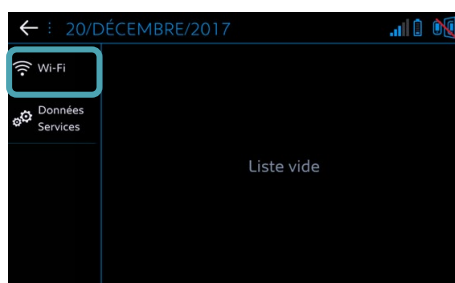 20/DÉCEMBRE/2017
Wi-Fi
Données
Services
Liste vide